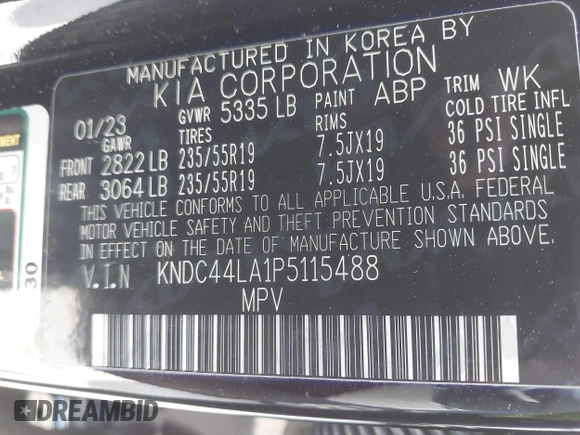 MANUFACTURED IN KOREA BY
KIA CORPORATION
01/23 GVWR 5335 LB PAINT ABP TRIM WK
GAWR TIRES RIMS COLD TIRE INFL
FRONT 2822 LB 235/55R19 7.5JX19 36 PSI SINGLE
REAR 3064 LB 235/55R19 7.5JX19 36 PSI SINGLE
THIS VEHICLE CONFORMS TO ALL APPLICABLE U.S.A. FEDERAL
MOTOR VEHICLE SAFETY AND THEFT PREVENTION STANDARDS
IN EFFECT ON THE DATE OF MANUFACTURE SHOWN ABOVE.
V.I.N KNDC44LA1P5115488
MPV
30
DREAMBID